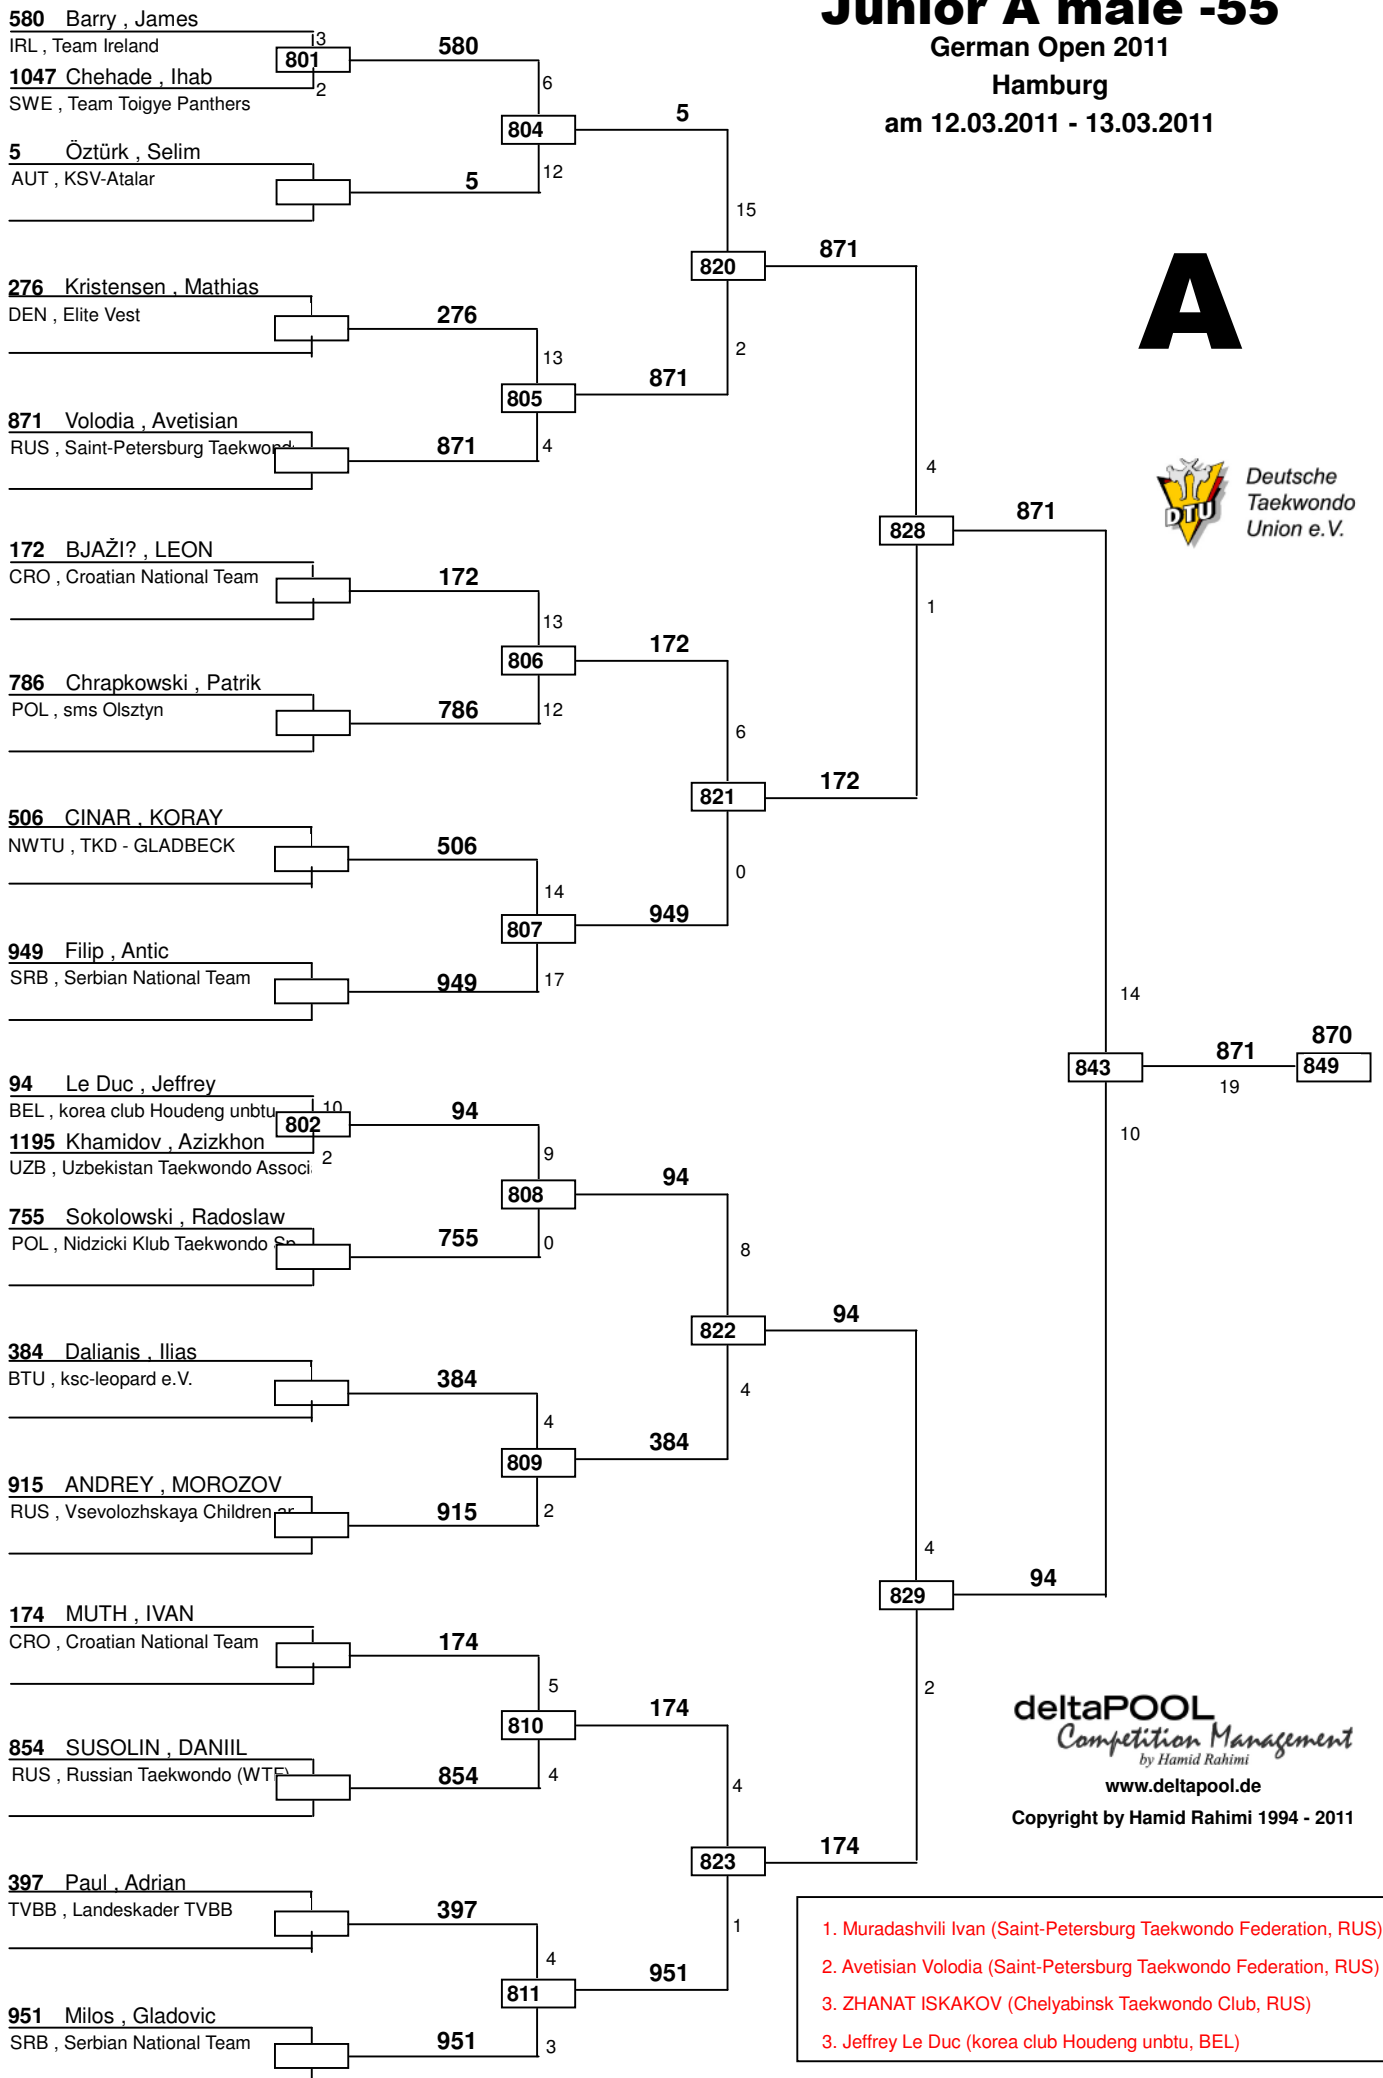 Junior A male -55
German Open 2011
Hamburg
am 12.03.2011 - 13.03.2011
A
580 Barry , James
IRL , Team Ireland
3
801
580
1047 Chehade , Ihab
2
SWE , Team Toigye Panthers
6
804
5
12
5 Öztürk , Selim
AUT , KSV-Atalar
5
15
820
871
2
276 Kristensen , Mathias
DEN , Elite Vest
276
13
805
871
4
871 Volodia , Avetisian
RUS , Saint-Petersburg Taekwond
871
4
828
871
1
Deutsche
Taekwondo
Union e.V.
DTU
172 BJAŽI? , LEON
CRO , Croatian National Team
172
13
806
172
12
786 Chrapkowski , Patrik
POL , sms Olsztyn
786
6
821
172
0
506 CINAR , KORAY
NWTU , TKD - GLADBECK
506
14
807
949
17
949 Filip , Antic
SRB , Serbian National Team
949
14
843
871
19
870
849
10
94 Le Duc , Jeffrey
BEL , korea club Houdeng unbtu
10
802
94
1195 Khamidov , Azizkhon
2
UZB , Uzbekistan Taekwondo Associ
9
808
94
0
755 Sokolowski , Radoslaw
POL , Nidzicki Klub Taekwondo Sp
755
8
822
94
4
384 Dalianis , Ilias
BTU , ksc-leopard e.V.
384
4
809
384
2
915 ANDREY , MOROZOV
RUS , Vsevolozhskaya Children ar
915
4
829
94
2
174 MUTH , IVAN
CRO , Croatian National Team
174
5
810
174
4
854 SUSOLIN , DANIIL
RUS , Russian Taekwondo (WTF)
854
4
823
174
1
397 Paul , Adrian
TVBB , Landeskader TVBB
397
4
811
951
3
951 Milos , Gladovic
SRB , Serbian National Team
951
deltaPOOL
Competition Management
by Hamid Rahimi
www.deltapool.de
Copyright by Hamid Rahimi 1994 - 2011
1. Muradashvili Ivan (Saint-Petersburg Taekwondo Federation, RUS)
2. Avetisian Volodia (Saint-Petersburg Taekwondo Federation, RUS)
3. ZHANAT ISKAKOV (Chelyabinsk Taekwondo Club, RUS)
3. Jeffrey Le Duc (korea club Houdeng unbtu, BEL)